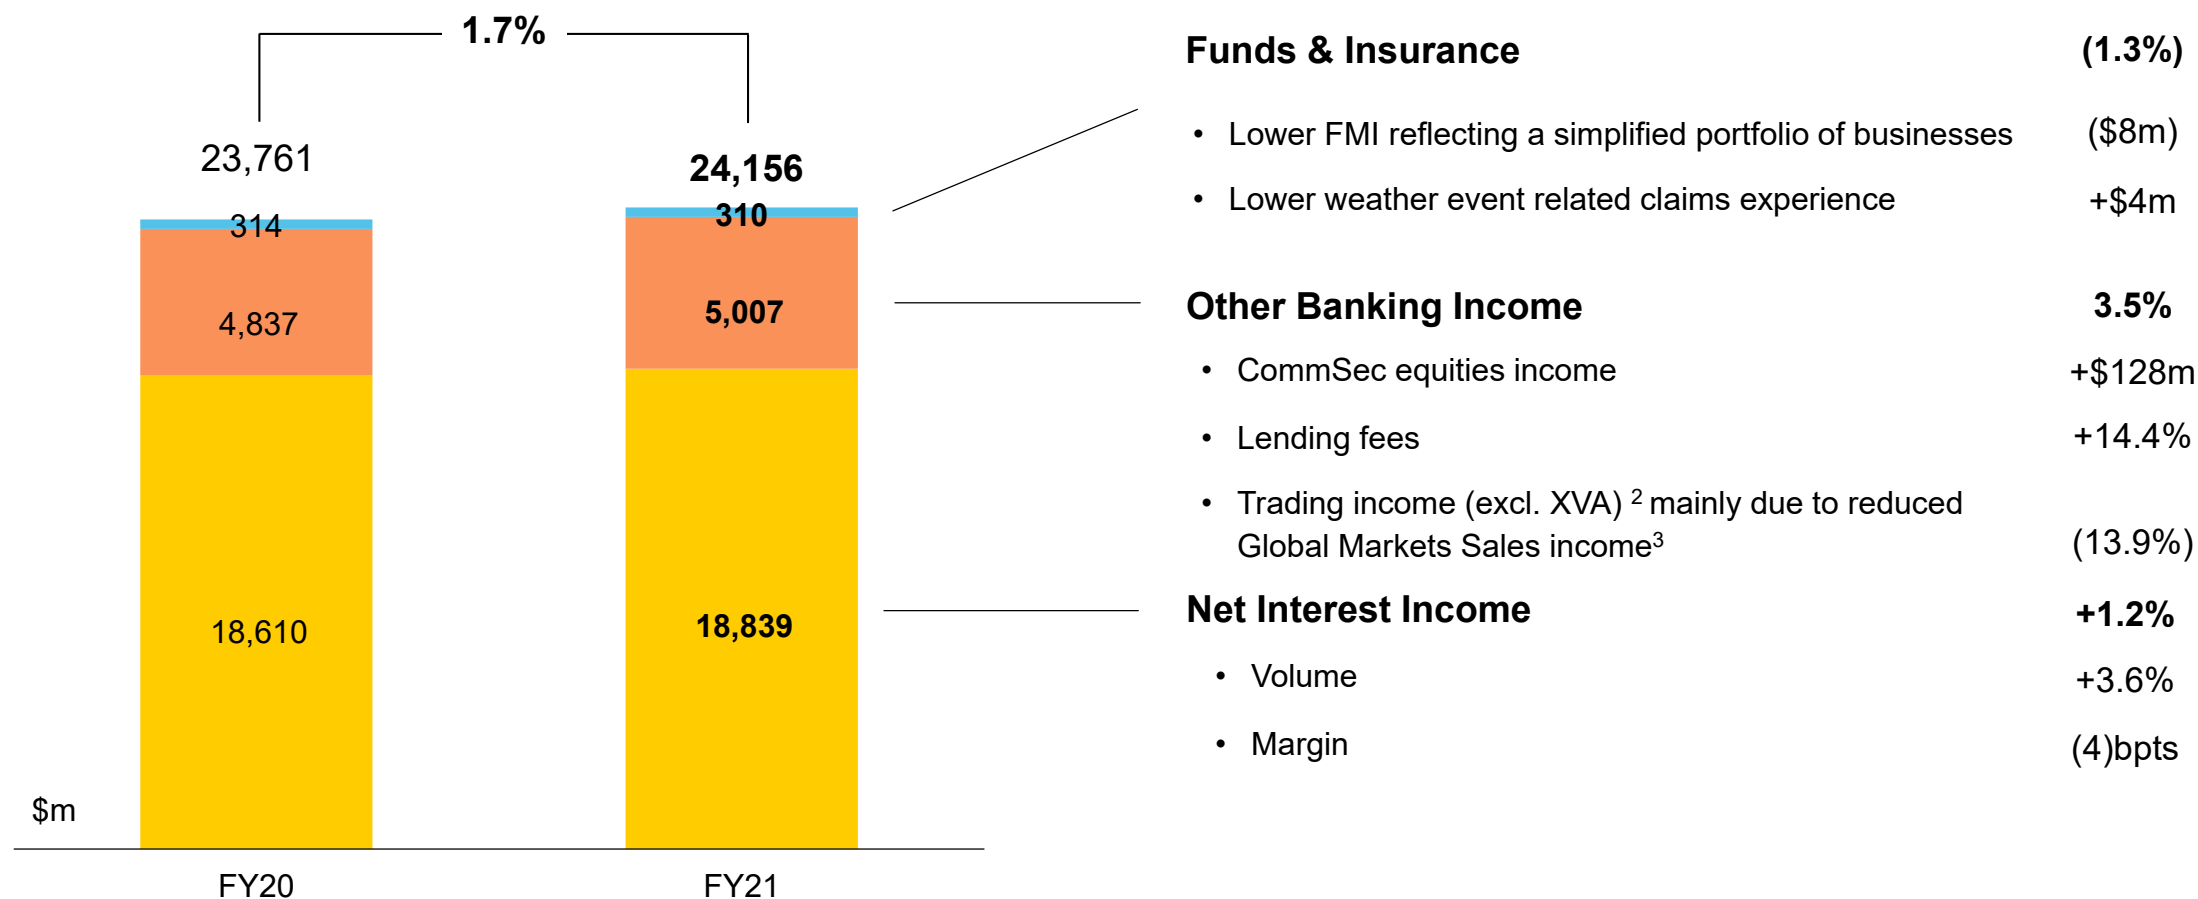 1.7%
23,761
24,156
314
310
4,837
5,007
18,610
18,839
$m
FY20
FY21
Funds & Insurance (1.3%)
• Lower FMI reflecting a simplified portfolio of businesses ($8m)
• Lower weather event related claims experience +$4m
Other Banking Income 3.5%
• CommSec equities income +$128m
• Lending fees +14.4%
• Trading income (excl. XVA) ² mainly due to reduced
Global Markets Sales income³ (13.9%)
Net Interest Income +1.2%
• Volume +3.6%
• Margin (4)bpts